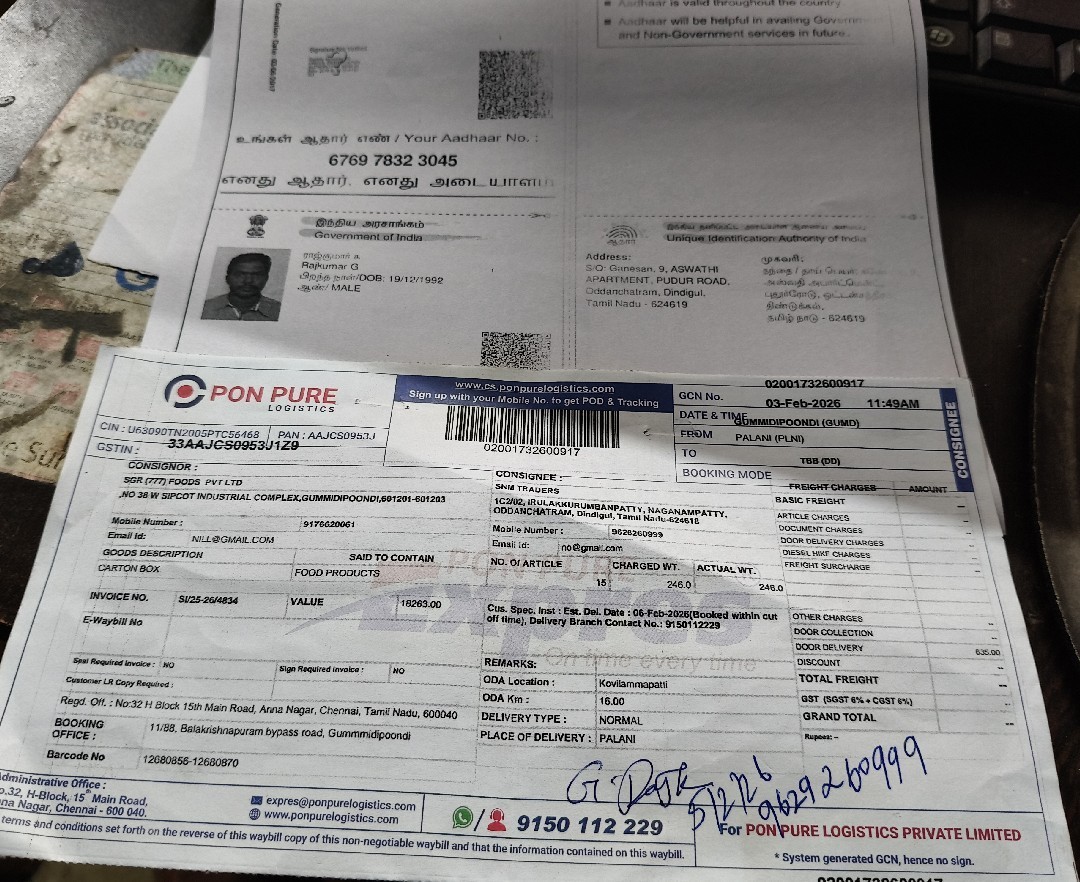 Aadhaar is valid throughout the country
Aadhaar will be helpful in availing Government
and Non-Government services in future.
உங்கள் ஆதார் எண் / Your Aadhaar No. :
6769 7832 3045
எனது ஆதார், எனது அடையாளம்
இந்திய அரசாங்கம்
Government of India
Rajkumar G
பிறந்த நாள்/DOB: 19/12/1992
ஆண்/ MALE
Unique Identification Authority of India
Address:
S/O: Ganesan, 9, ASWATHI
APARTMENT, PUDUR ROAD,
Oddanchatram, Dindigul,
Tamil Nadu - 624619
முகவரி:
திண்டுக்கல்,
தமிழ் நாடு - 624619
PON PURE
LOGISTICS
CIN : U63090TN2005PTC56468 PAN : AAJCS0953J
GSTIN : 33AAJCS0953J1Z9
www.cs.ponpurelogistics.com
Sign up with your Mobile No. to get POD & Tracking
02001732600917
GCN No. 02001732600917
DATE & TIME 03-Feb-2026 11:49AM
FROM GUMMIDIPOONDI (GUMD)
TO PALANI (PLNI)
BOOKING MODE TBB (DD)
CONSIGNEE
CONSIGNOR :
SGR (777) FOODS PVT LTD
,NO 38 W SIPCOT INDUSTRIAL COMPLEX,GUMMIDIPOONDI,601201-601203
Mobile Number : 9176620061
Email Id: NILL@GMAIL.COM
CONSIGNEE :
SNM TRADERS
1C2/02, IRULAKKURUMBANPATTY, NAGANAMPATTY,
ODDANCHATRAM, Dindigul, Tamil Nadu-624618
Mobile Number : 9626260999
Email Id: no@gmail.com
GOODS DESCRIPTION SAID TO CONTAIN
CARTON BOX FOOD PRODUCTS
NO. OF ARTICLE CHARGED WT. ACTUAL WT.
15 246.0 246.0
INVOICE NO. SI/25-26/4834 VALUE 18263.00
E-Waybill No
Cus. Spec. Inst : Est. Del. Date : 06-Feb-2026(Booked within cut
off time), Delivery Branch Contact No.: 9150112229
PON PURE
Expres
On time every time
Seal Required Invoice : NO Sign Required Invoice : NO
Customer LR Copy Required :
REMARKS:
ODA Location : Kovilammapatti
ODA Km : 16.00
DELIVERY TYPE : NORMAL
PLACE OF DELIVERY : PALANI
Regd. Off. : No:32 H Block 15th Main Road, Anna Nagar, Chennai, Tamil Nadu, 600040
BOOKING
OFFICE : 11/88, Balakrishnapuram bypass road, Gummmidipoondi
Barcode No 12680856-12680870
FREIGHT CHARGES AMOUNT
BASIC FREIGHT --
ARTICLE CHARGES --
DOCUMENT CHARGES --
DOOR DELIVERY CHARGES --
DIESEL HIKE CHARGES
FREIGHT SURCHARGE
OTHER CHARGES --
DOOR COLLECTION --
DOOR DELIVERY 635.00
DISCOUNT --
TOTAL FREIGHT --
GST (SGST 6% + CGST 6%)
GRAND TOTAL --
Rupees: --
5/2/26
9629260999
Administrative Office :
No.32, H-Block, 15th Main Road,
Anna Nagar, Chennai - 600 040.
expres@ponpurelogistics.com
www.ponpurelogistics.com
9150 112 229
For PON PURE LOGISTICS PRIVATE LIMITED
* System generated GCN, hence no sign.
terms and conditions set forth on the reverse of this waybill copy of this non-negotiable waybill and that the information contained on this waybill.